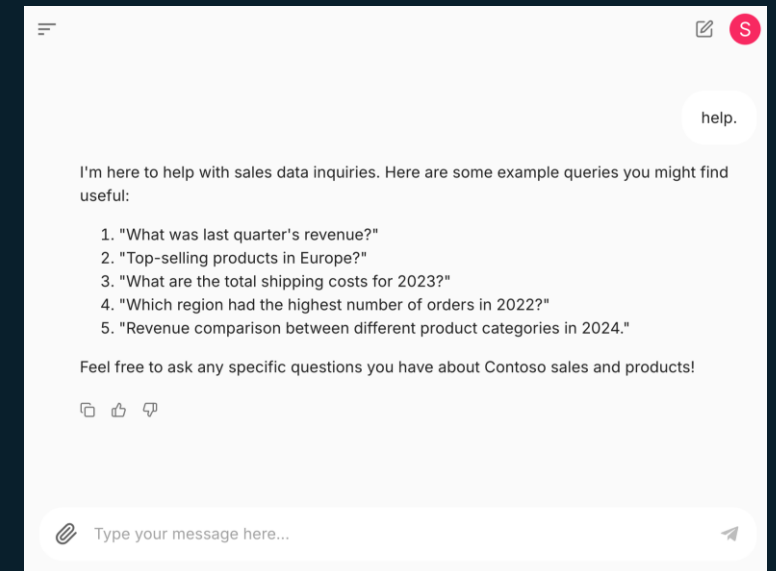 S
help.
I'm here to help with sales data inquiries. Here are some example queries you might find
useful:
1. "What was last quarter's revenue?"
2. "Top-selling products in Europe?"
3. "What are the total shipping costs for 2023?"
4. "Which region had the highest number of orders in 2022?"
5. "Revenue comparison between different product categories in 2024."
Feel free to ask any specific questions you have about Contoso sales and products!
Type your message here...